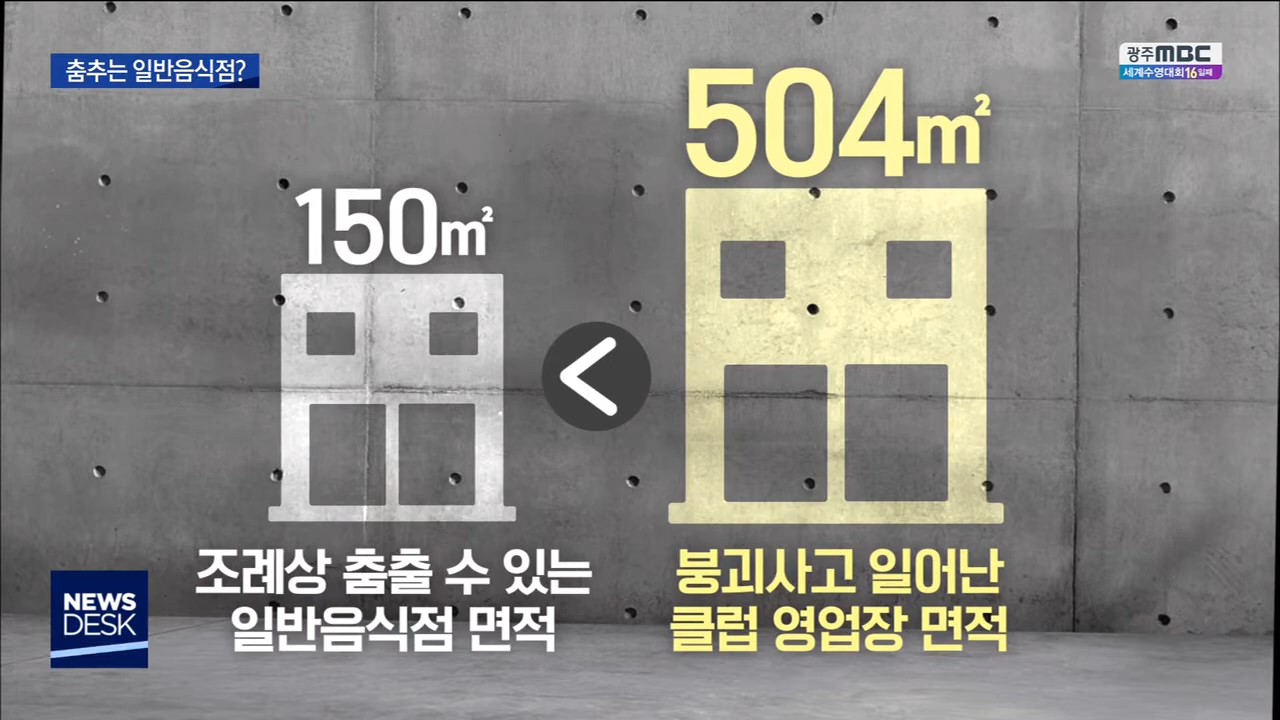 춤추는 일반음식점?
광주MBC
세계수영대회16일째
504㎡
150㎡
<
조례상 춤출 수 있는
일반음식점 면적
붕괴사고 일어난
클럽 영업장 면적
NEWS
DESK